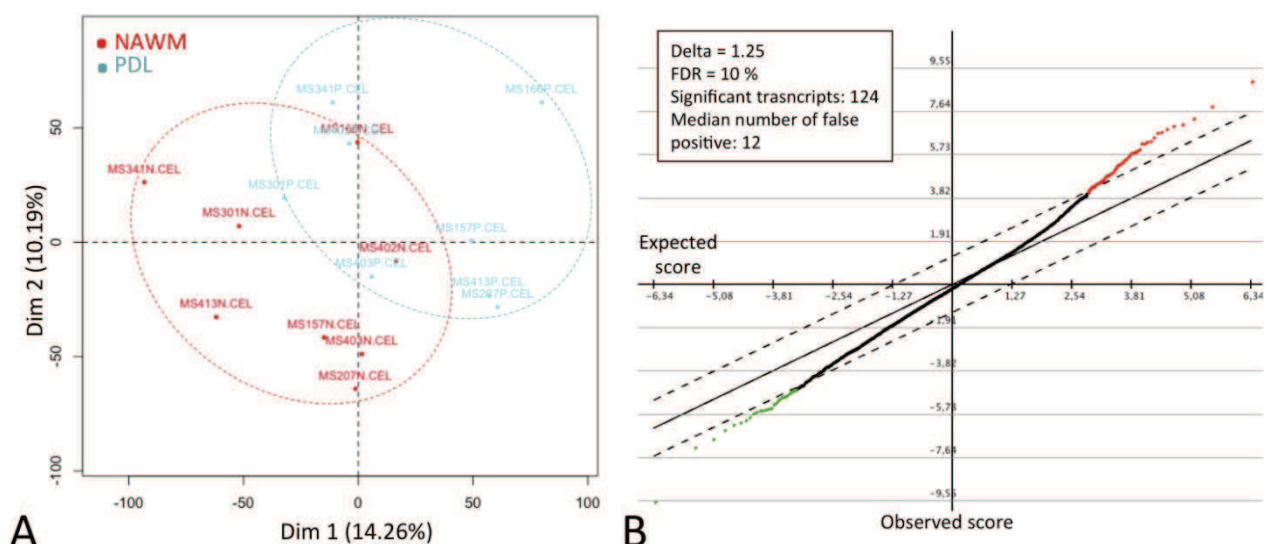 NAWM
PDL
MS341P.CEL
MS166P.CEL
MS166N.CEL
MS341N.CEL
MS301P.CEL
MS301N.CEL
MS157P.CEL
MS402N.CEL
MS403P.CEL
MS413P.CEL
MS207P.CEL
MS413N.CEL
MS157N.CEL
MS403N.CEL
MS207N.CEL
50
0
-50
-100
-100
-50
0
50
100
Dim 2 (10.19%)
Dim 1 (14.26%)
A
Delta = 1.25
FDR = 10 %
Significant trasncripts: 124
Median number of false
positive: 12
9,55
7,64
5,73
3,82
1,91
Expected
score
-6,34
-5,08
-3,81
-2,54
-1,27
1,27
2,54
3,81
5,08
6,34
-1,91
-3,82
-5,73
-7,64
-9,55
Observed score
B